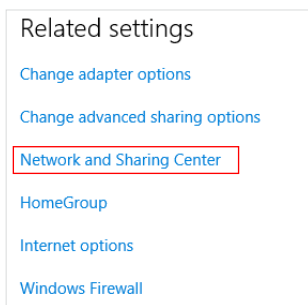 Related settings
Change adapter options
Change advanced sharing options
Network and Sharing Center
HomeGroup
Internet options
Windows Firewall